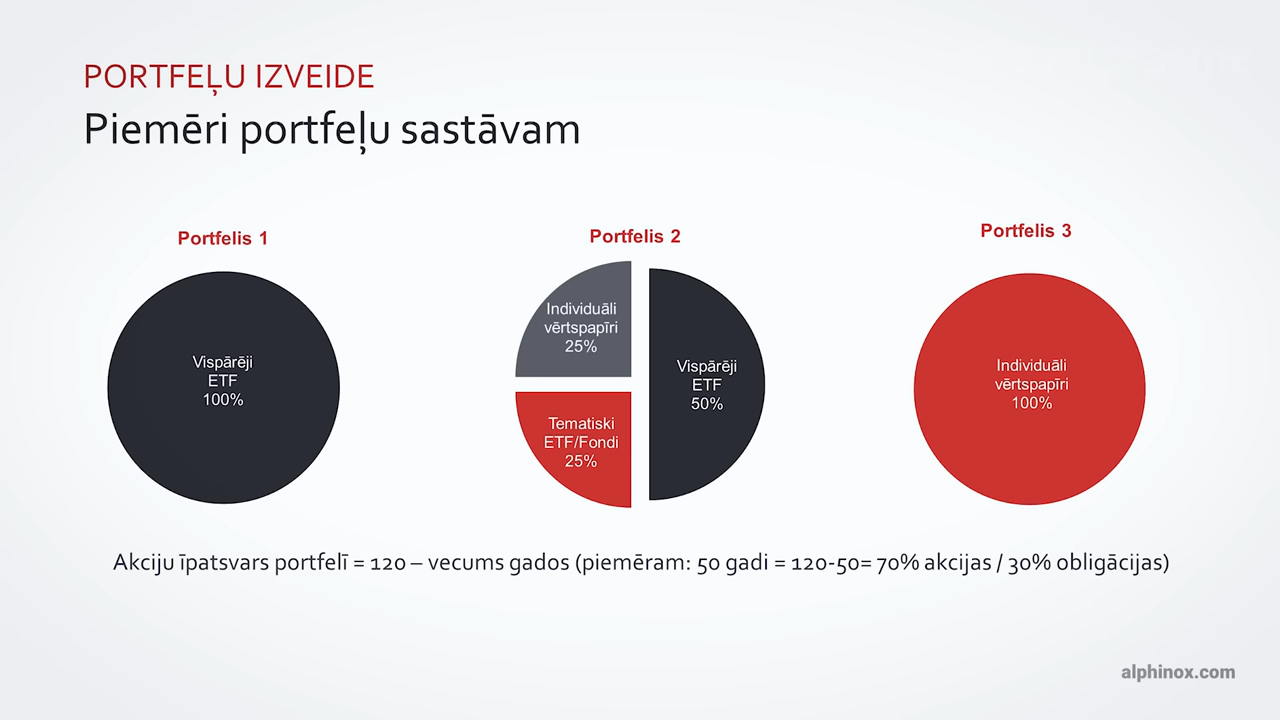 PORTFEĻU IZVEIDE
Piemēri portfeļu sastāvam
Portfelis 1
Vispārēji
ETF
100%
Portfelis 2
Individuāli
vērtspapīri
25%
Vispārēji
ETF
50%
Tematiski
ETF/Fondi
25%
Portfelis 3
Individuāli
vērtspapīri
100%
Akciju īpatsvars portfelī = 120 – vecums gados (piemēram: 50 gadi = 120-50= 70% akcijas / 30% obligācijas)
alphinox.com